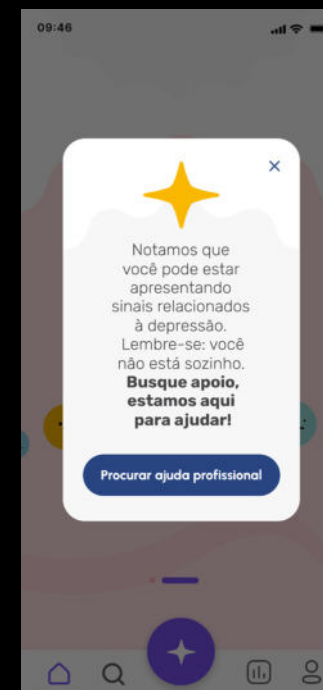 09:46
Notamos que
você pode estar
apresentando
sinais relacionados
à depressão.
Lembre-se: você
não está sozinho.
Busque apoio,
estamos aqui
para ajudar!
Procurar ajuda profissional